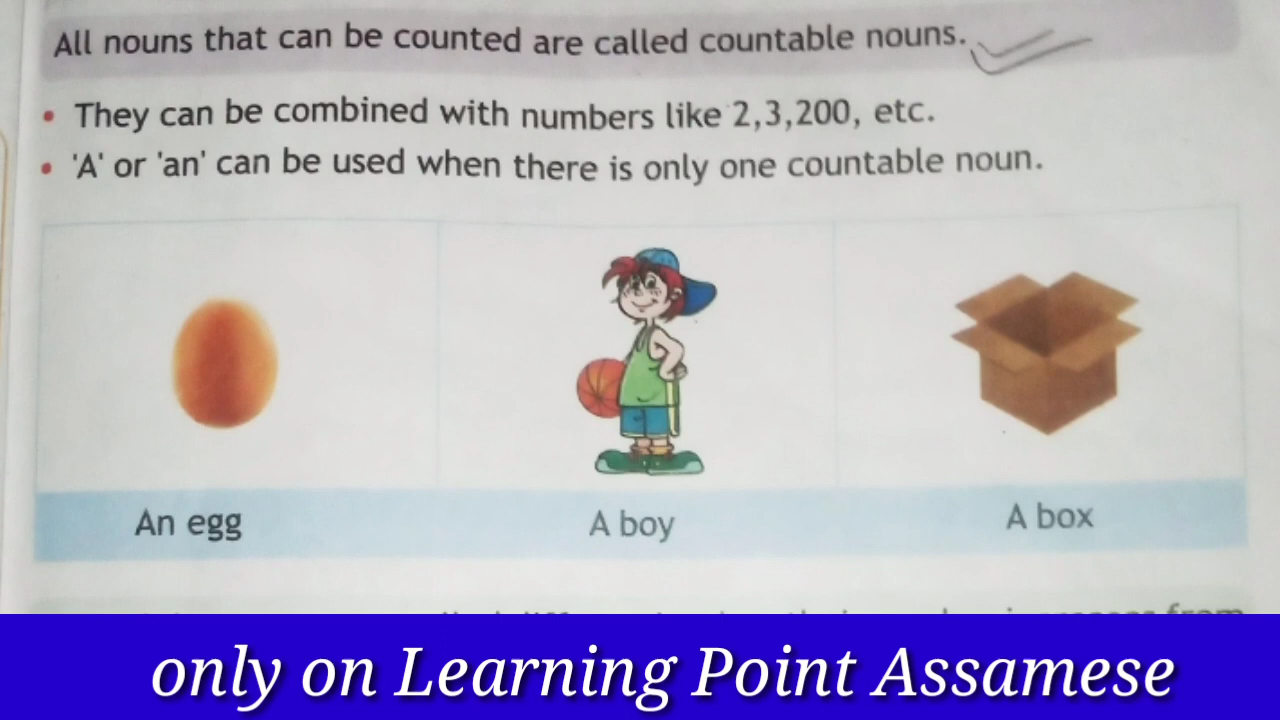 All nouns that can be counted are called countable nouns.
• They can be combined with numbers like 2,3,200, etc.
• 'A' or 'an' can be used when there is only one countable noun.
An egg
A boy
A box
only on Learning Point Assamese